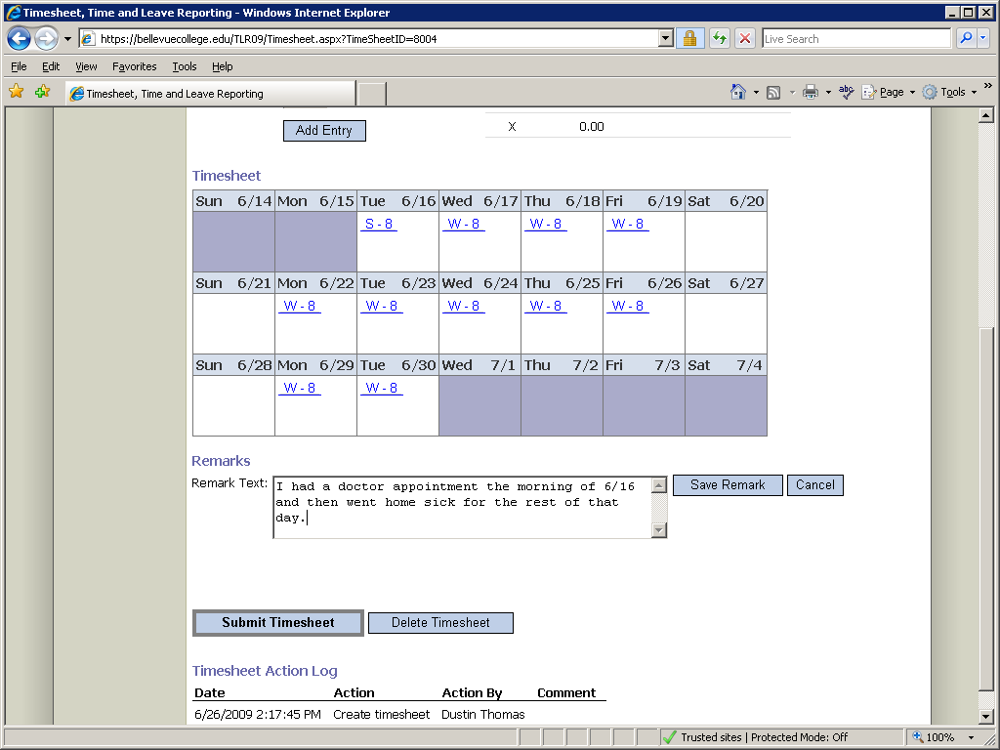 Timesheet, Time and Leave Reporting - Windows Internet Explorer
https://bellevuecollege.edu/TLR09/Timesheet.aspx?TimeSheetID=8004
Live Search
File Edit View Favorites Tools Help
Timesheet, Time and Leave Reporting
Page Tools
Add Entry X 0.00
Timesheet
Sun 6/14 Mon 6/15 Tue 6/16 Wed 6/17 Thu 6/18 Fri 6/19 Sat 6/20
S - 8 W - 8 W - 8 W - 8
Sun 6/21 Mon 6/22 Tue 6/23 Wed 6/24 Thu 6/25 Fri 6/26 Sat 6/27
W - 8 W - 8 W - 8 W - 8 W - 8
Sun 6/28 Mon 6/29 Tue 6/30 Wed 7/1 Thu 7/2 Fri 7/3 Sat 7/4
W - 8 W - 8
Remarks
Remark Text: I had a doctor appointment the morning of 6/16 Save Remark Cancel
and then went home sick for the rest of that
day.
Submit Timesheet Delete Timesheet
Timesheet Action Log
Date Action Action By Comment
6/26/2009 2:17:45 PM Create timesheet Dustin Thomas
Trusted sites | Protected Mode: Off 100%